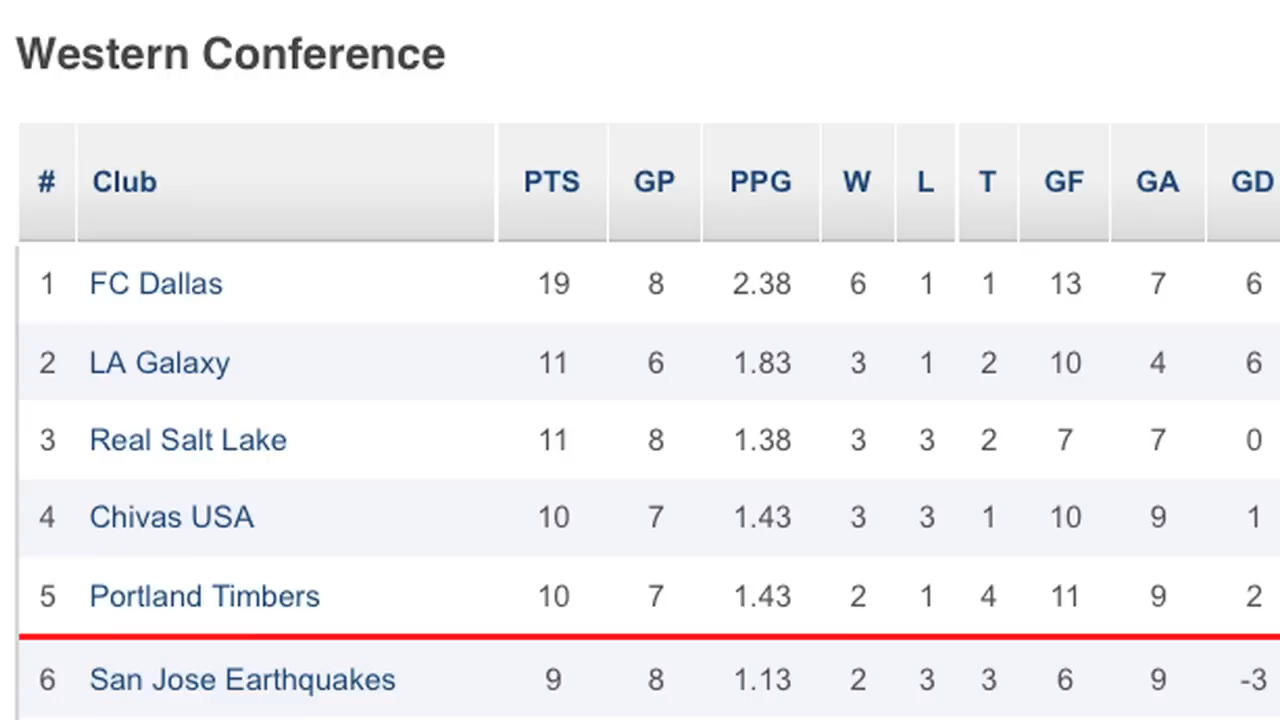 Western Conference
# Club PTS GP PPG W L T GF GA GD
1 FC Dallas 19 8 2.38 6 1 1 13 7 6
2 LA Galaxy 11 6 1.83 3 1 2 10 4 6
3 Real Salt Lake 11 8 1.38 3 3 2 7 7 0
4 Chivas USA 10 7 1.43 3 3 1 10 9 1
5 Portland Timbers 10 7 1.43 2 1 4 11 9 2
6 San Jose Earthquakes 9 8 1.13 2 3 3 6 9 -3